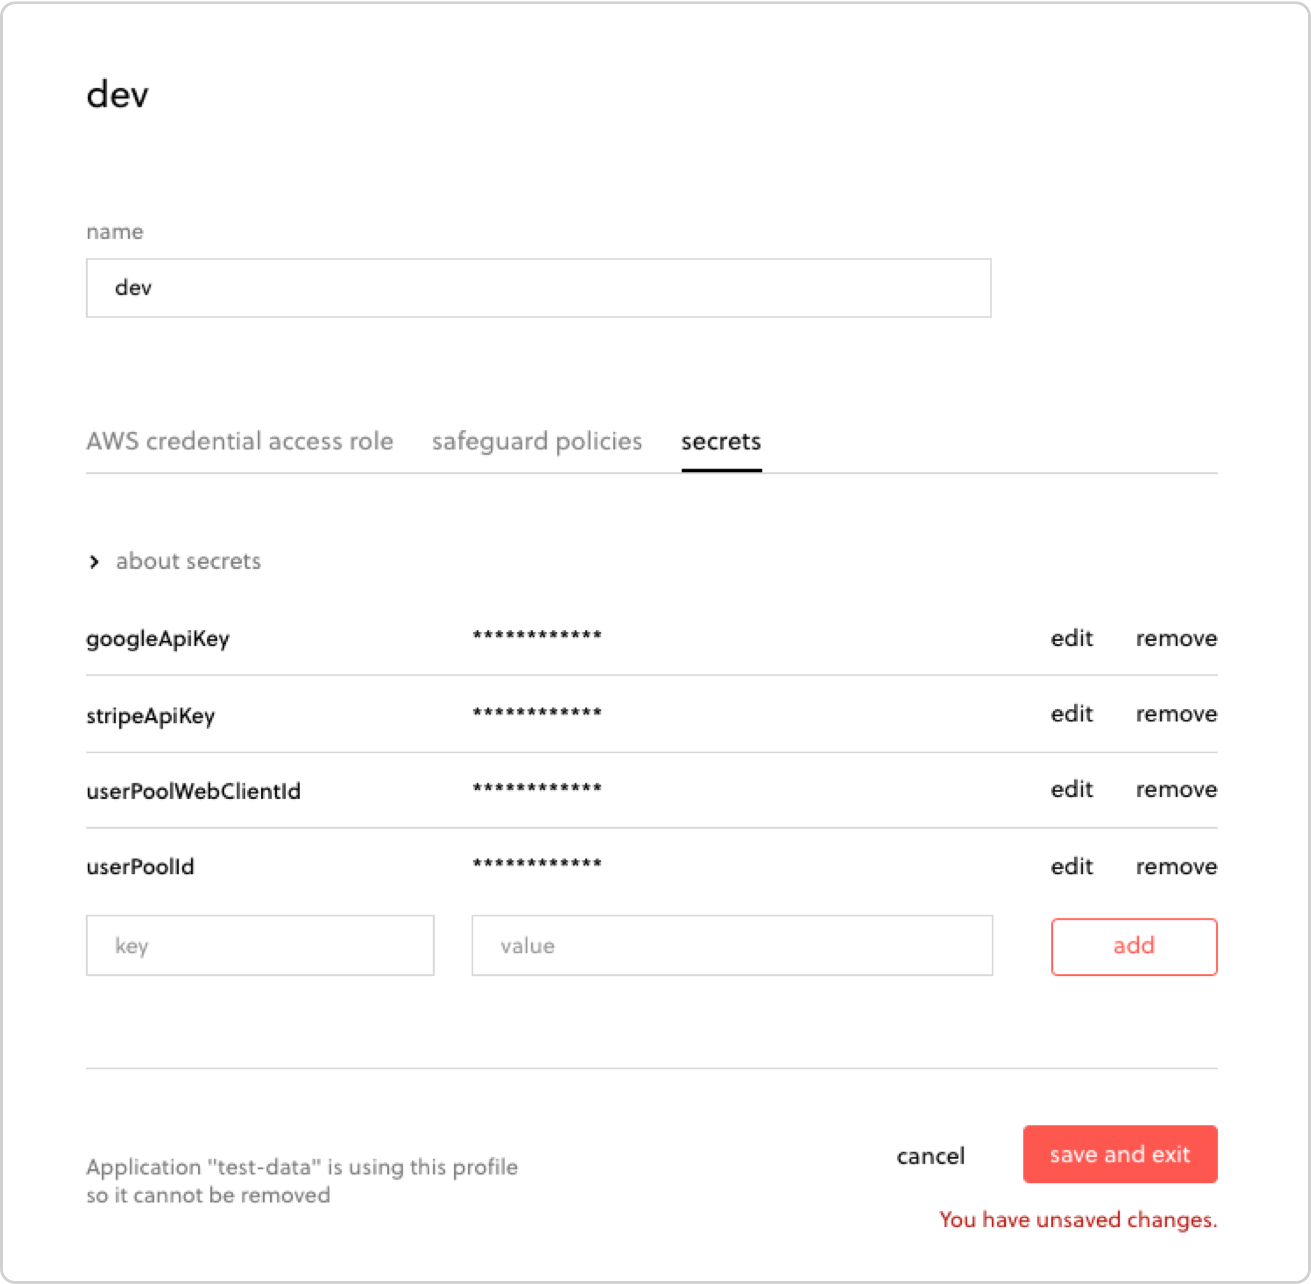 dev
name
dev
AWS credential access role safeguard policies secrets
about secrets
googleApiKey ************ edit remove
stripeApiKey ************ edit remove
userPoolWebClientId ************ edit remove
userPoolId ************ edit remove
key value add
Application "test-data" is using this profile
so it cannot be removed
cancel save and exit
You have unsaved changes.